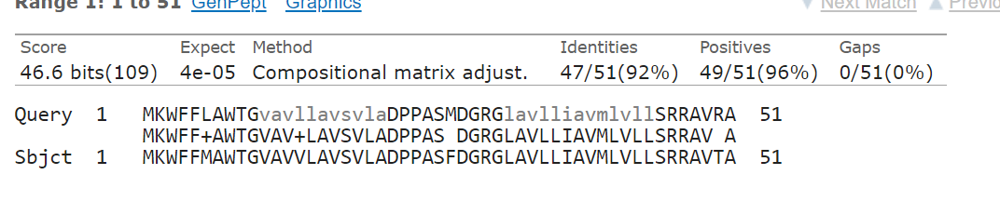 Range 1: 1 to 51 GenPept Graphics Next Match Previo
Score Expect Method Identities Positives Gaps
46.6 bits(109) 4e-05 Compositional matrix adjust. 47/51(92%) 49/51(96%) 0/51(0%)
Query 1 MKWFFLAWTGvavllavsvlaDPPASMDGRGlavlliavmlvllSRRAVRA 51
MKWFF+AWTGVAV+LAVSVLADPPAS DGRGLAVLLIAVMLVLLSRRAV A
Sbjct 1 MKWFFMAWTGVAVVLAVSVLADPPASFDGRGLAVLLIAVMLVLLSRRAVTA 51